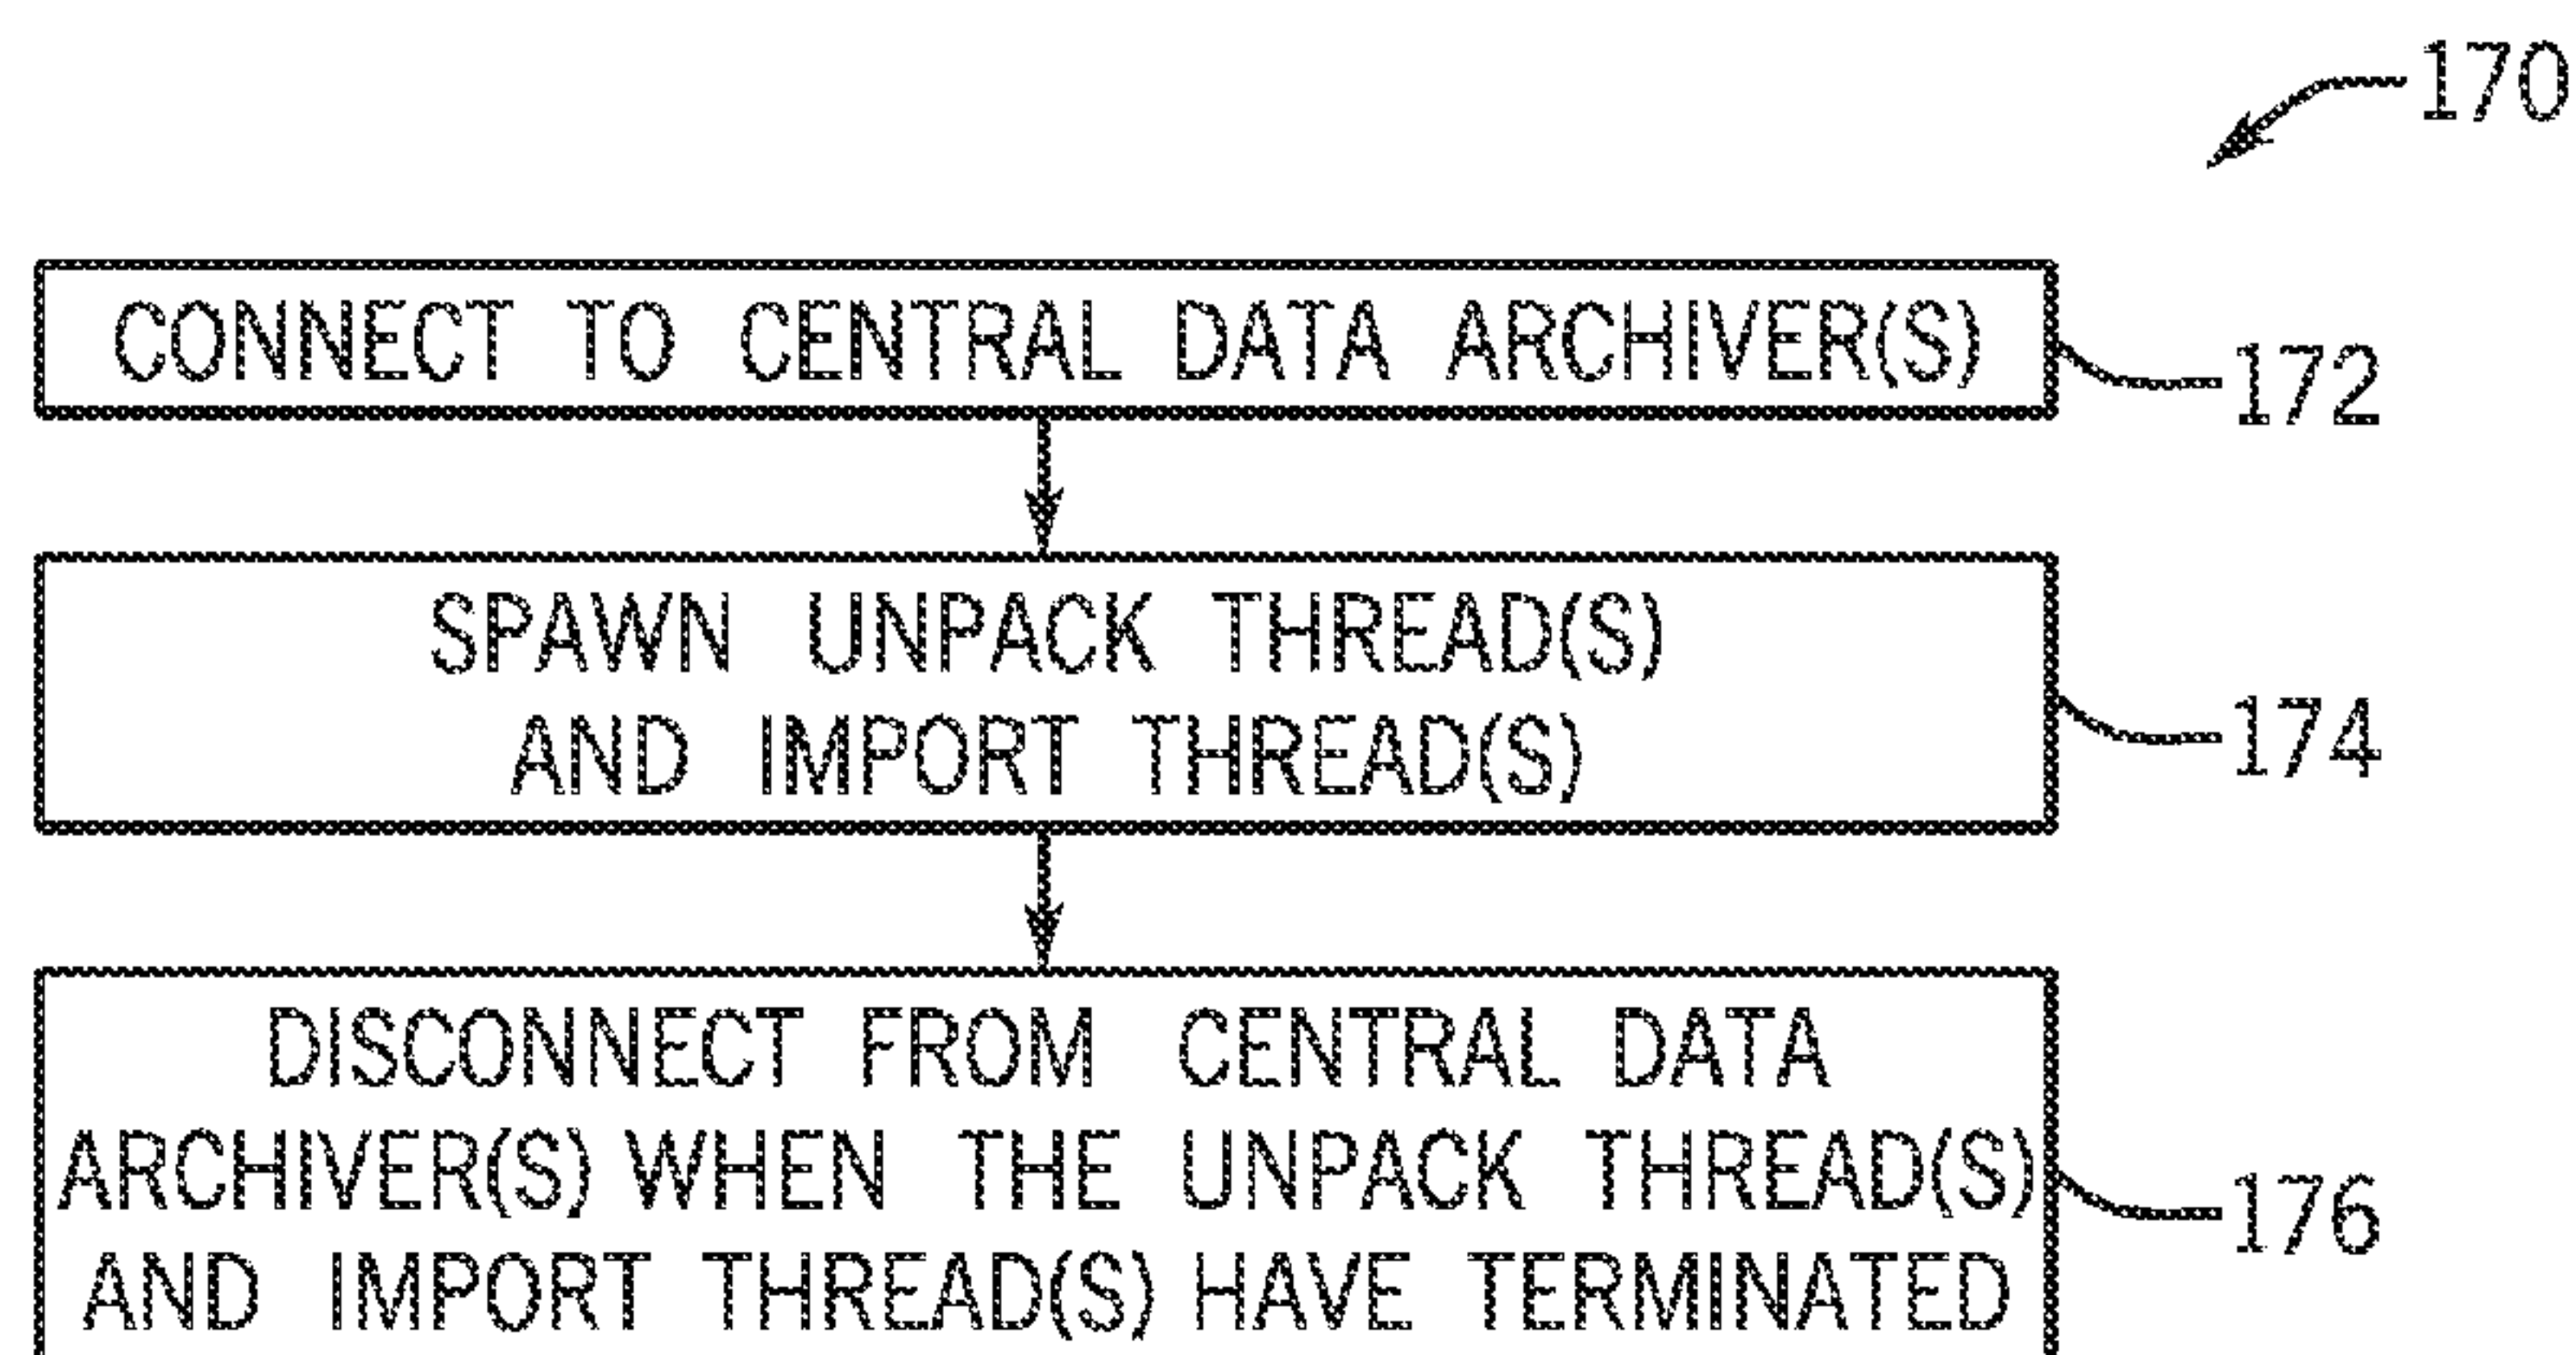 170
CONNECT TO CENTRAL DATA ARCHIVER(S)
172
SPAWN UNPACK THREAD(S)
AND IMPORT THREAD(S)
174
DISCONNECT FROM CENTRAL DATA
ARCHIVER(S) WHEN THE UNPACK THREAD(S)
AND IMPORT THREAD(S) HAVE TERMINATED
176